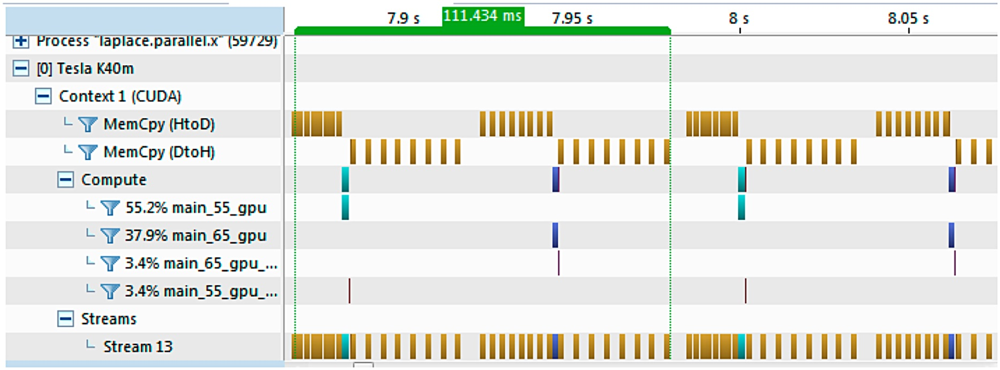 7.9 s 111.434 ms 7.95 s 8 s 8.05 s
Process "laplace.parallel.x" (59729)
[0] Tesla K40m
Context 1 (CUDA)
MemCpy (HtoD)
MemCpy (DtoH)
Compute
55.2% main_55_gpu
37.9% main_65_gpu
3.4% main_65_gpu_...
3.4% main_55_gpu_...
Streams
Stream 13